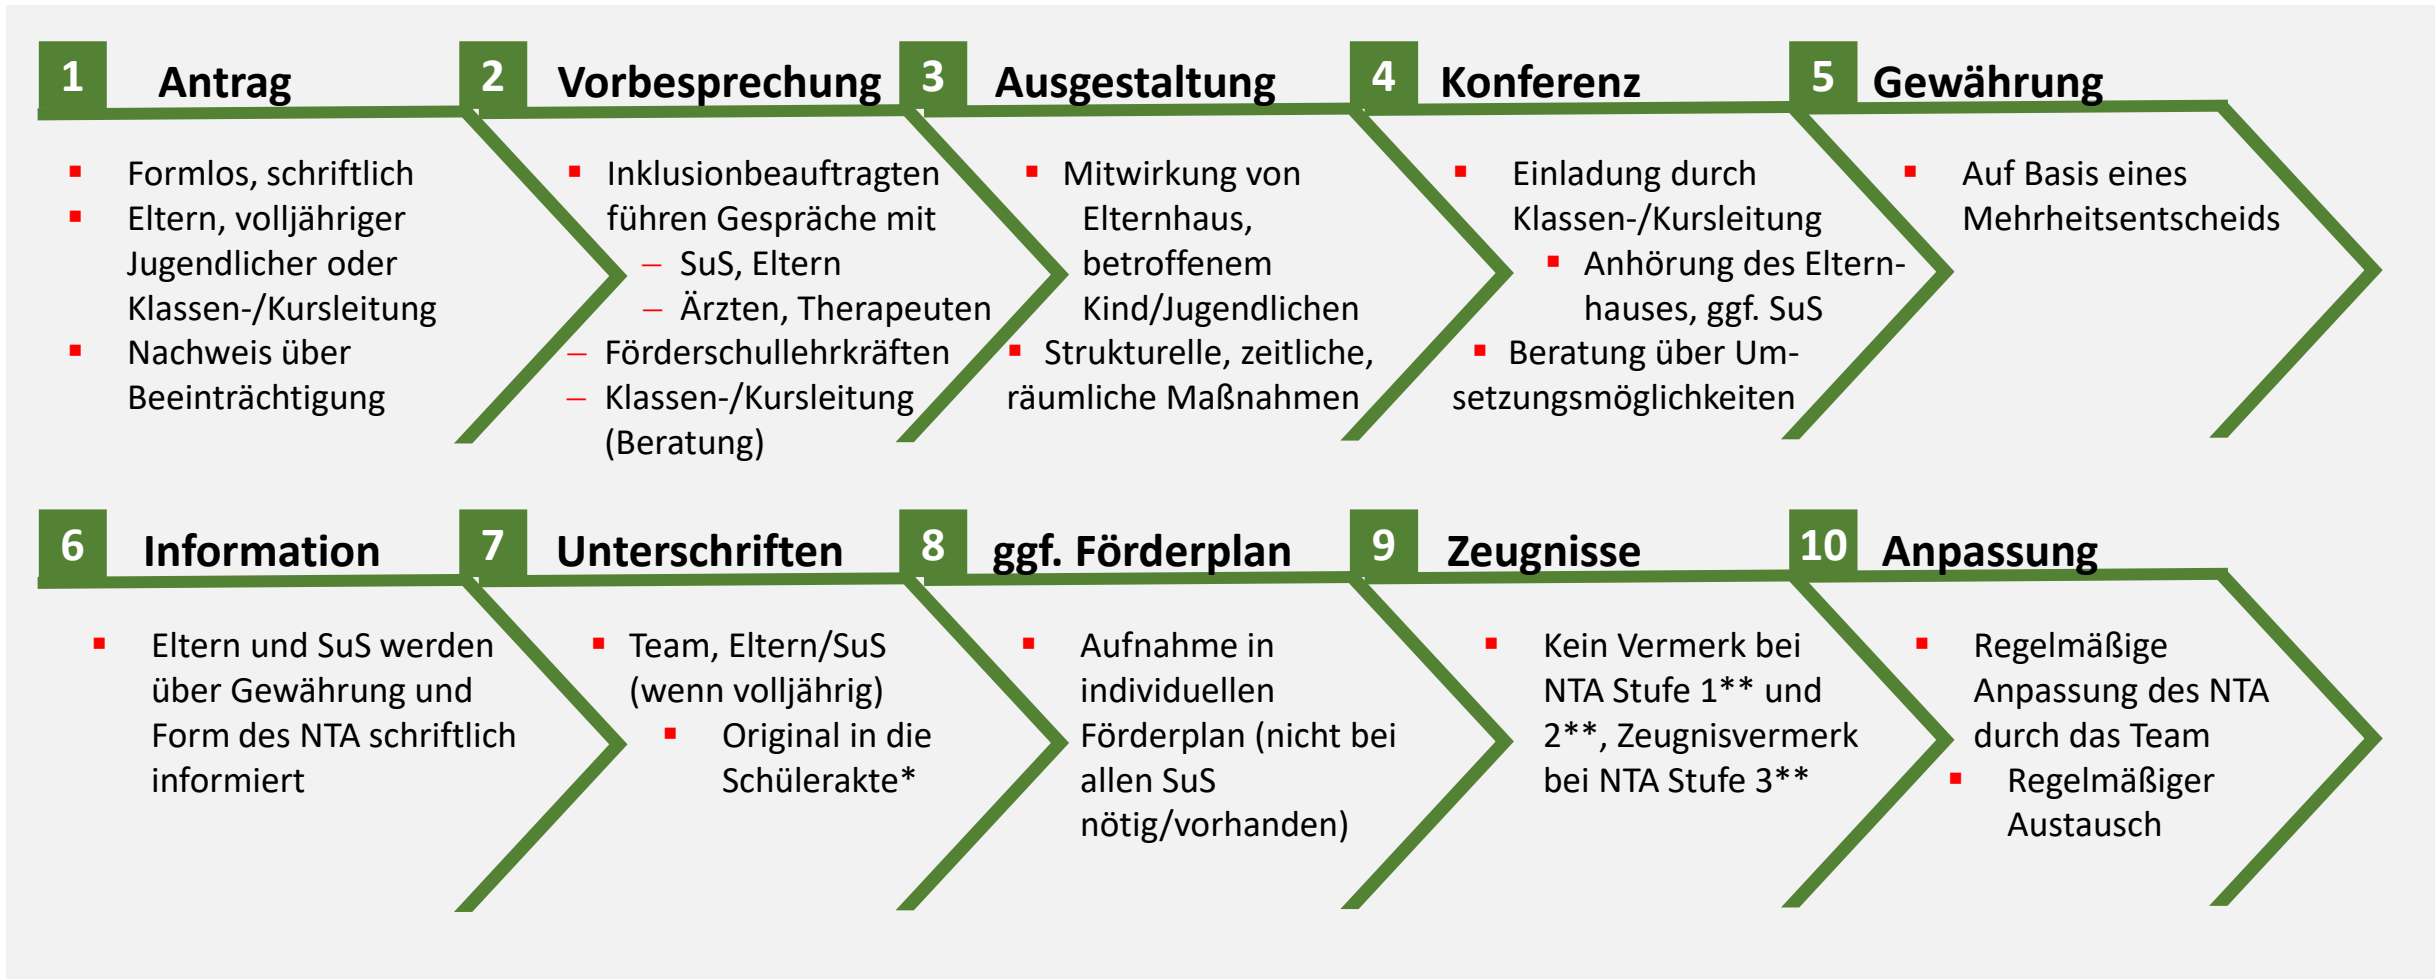 1 Antrag
Formlos, schriftlich
Eltern, volljähriger
Jugendlicher oder
Klassen-/Kursleitung
Nachweis über
Beeinträchtigung
2 Vorbesprechung
Inklusionbeauftragten
führen Gespräche mit
– SuS, Eltern
– Ärzten, Therapeuten
– Förderschullehrkräften
– Klassen-/Kursleitung
(Beratung)
3 Ausgestaltung
Mitwirkung von
Elternhaus,
betroffenem
Kind/Jugendlichen
Strukturelle, zeitliche,
räumliche Maßnahmen
4 Konferenz
Einladung durch
Klassen-/Kursleitung
Anhörung des Eltern-
hauses, ggf. SuS
Beratung über Um-
setzungsmöglichkeiten
5 Gewährung
Auf Basis eines
Mehrheitsentscheids
6 Information
Eltern und SuS werden
über Gewährung und
Form des NTA schriftlich
informiert
7 Unterschriften
Team, Eltern/SuS
(wenn volljährig)
Original in die
Schülerakte*
8 ggf. Förderplan
Aufnahme in
individuellen
Förderplan (nicht bei
allen SuS
nötig/vorhanden)
9 Zeugnisse
Kein Vermerk bei
NTA Stufe 1** und
2**, Zeugnisvermerk
bei NTA Stufe 3**
10 Anpassung
Regelmäßige
Anpassung des NTA
durch das Team
Regelmäßiger
Austausch